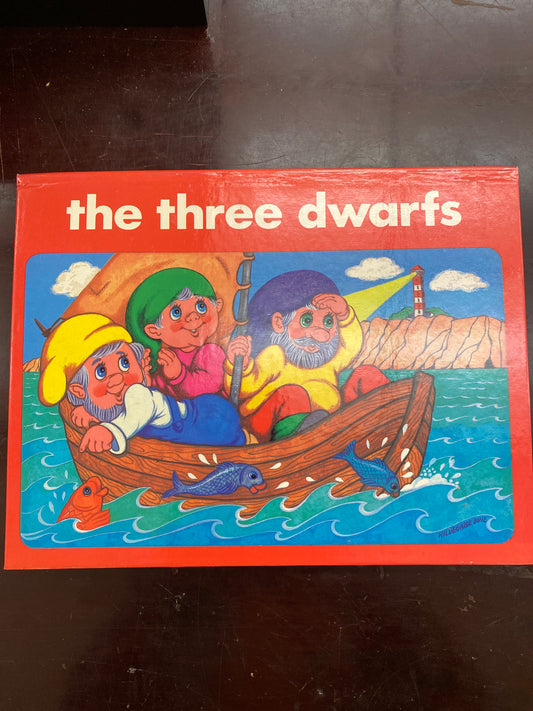 the three dwarfs